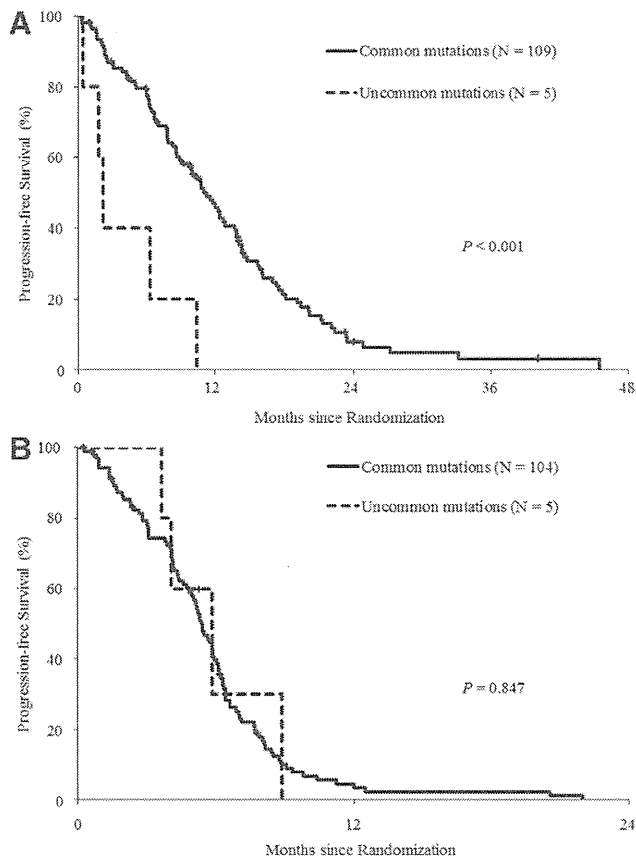 A
100
80
60
40
20
0
Progression-free Survival (%)
Common mutations (N = 109)
Uncommon mutations (N = 5)
P < 0.001
0 12 24 36 48
Months since Randomization
B
100
80
60
40
20
0
Progression-free Survival (%)
Common mutations (N = 104)
Uncommon mutations (N = 5)
P = 0.847
0 12 24
Months since Randomization